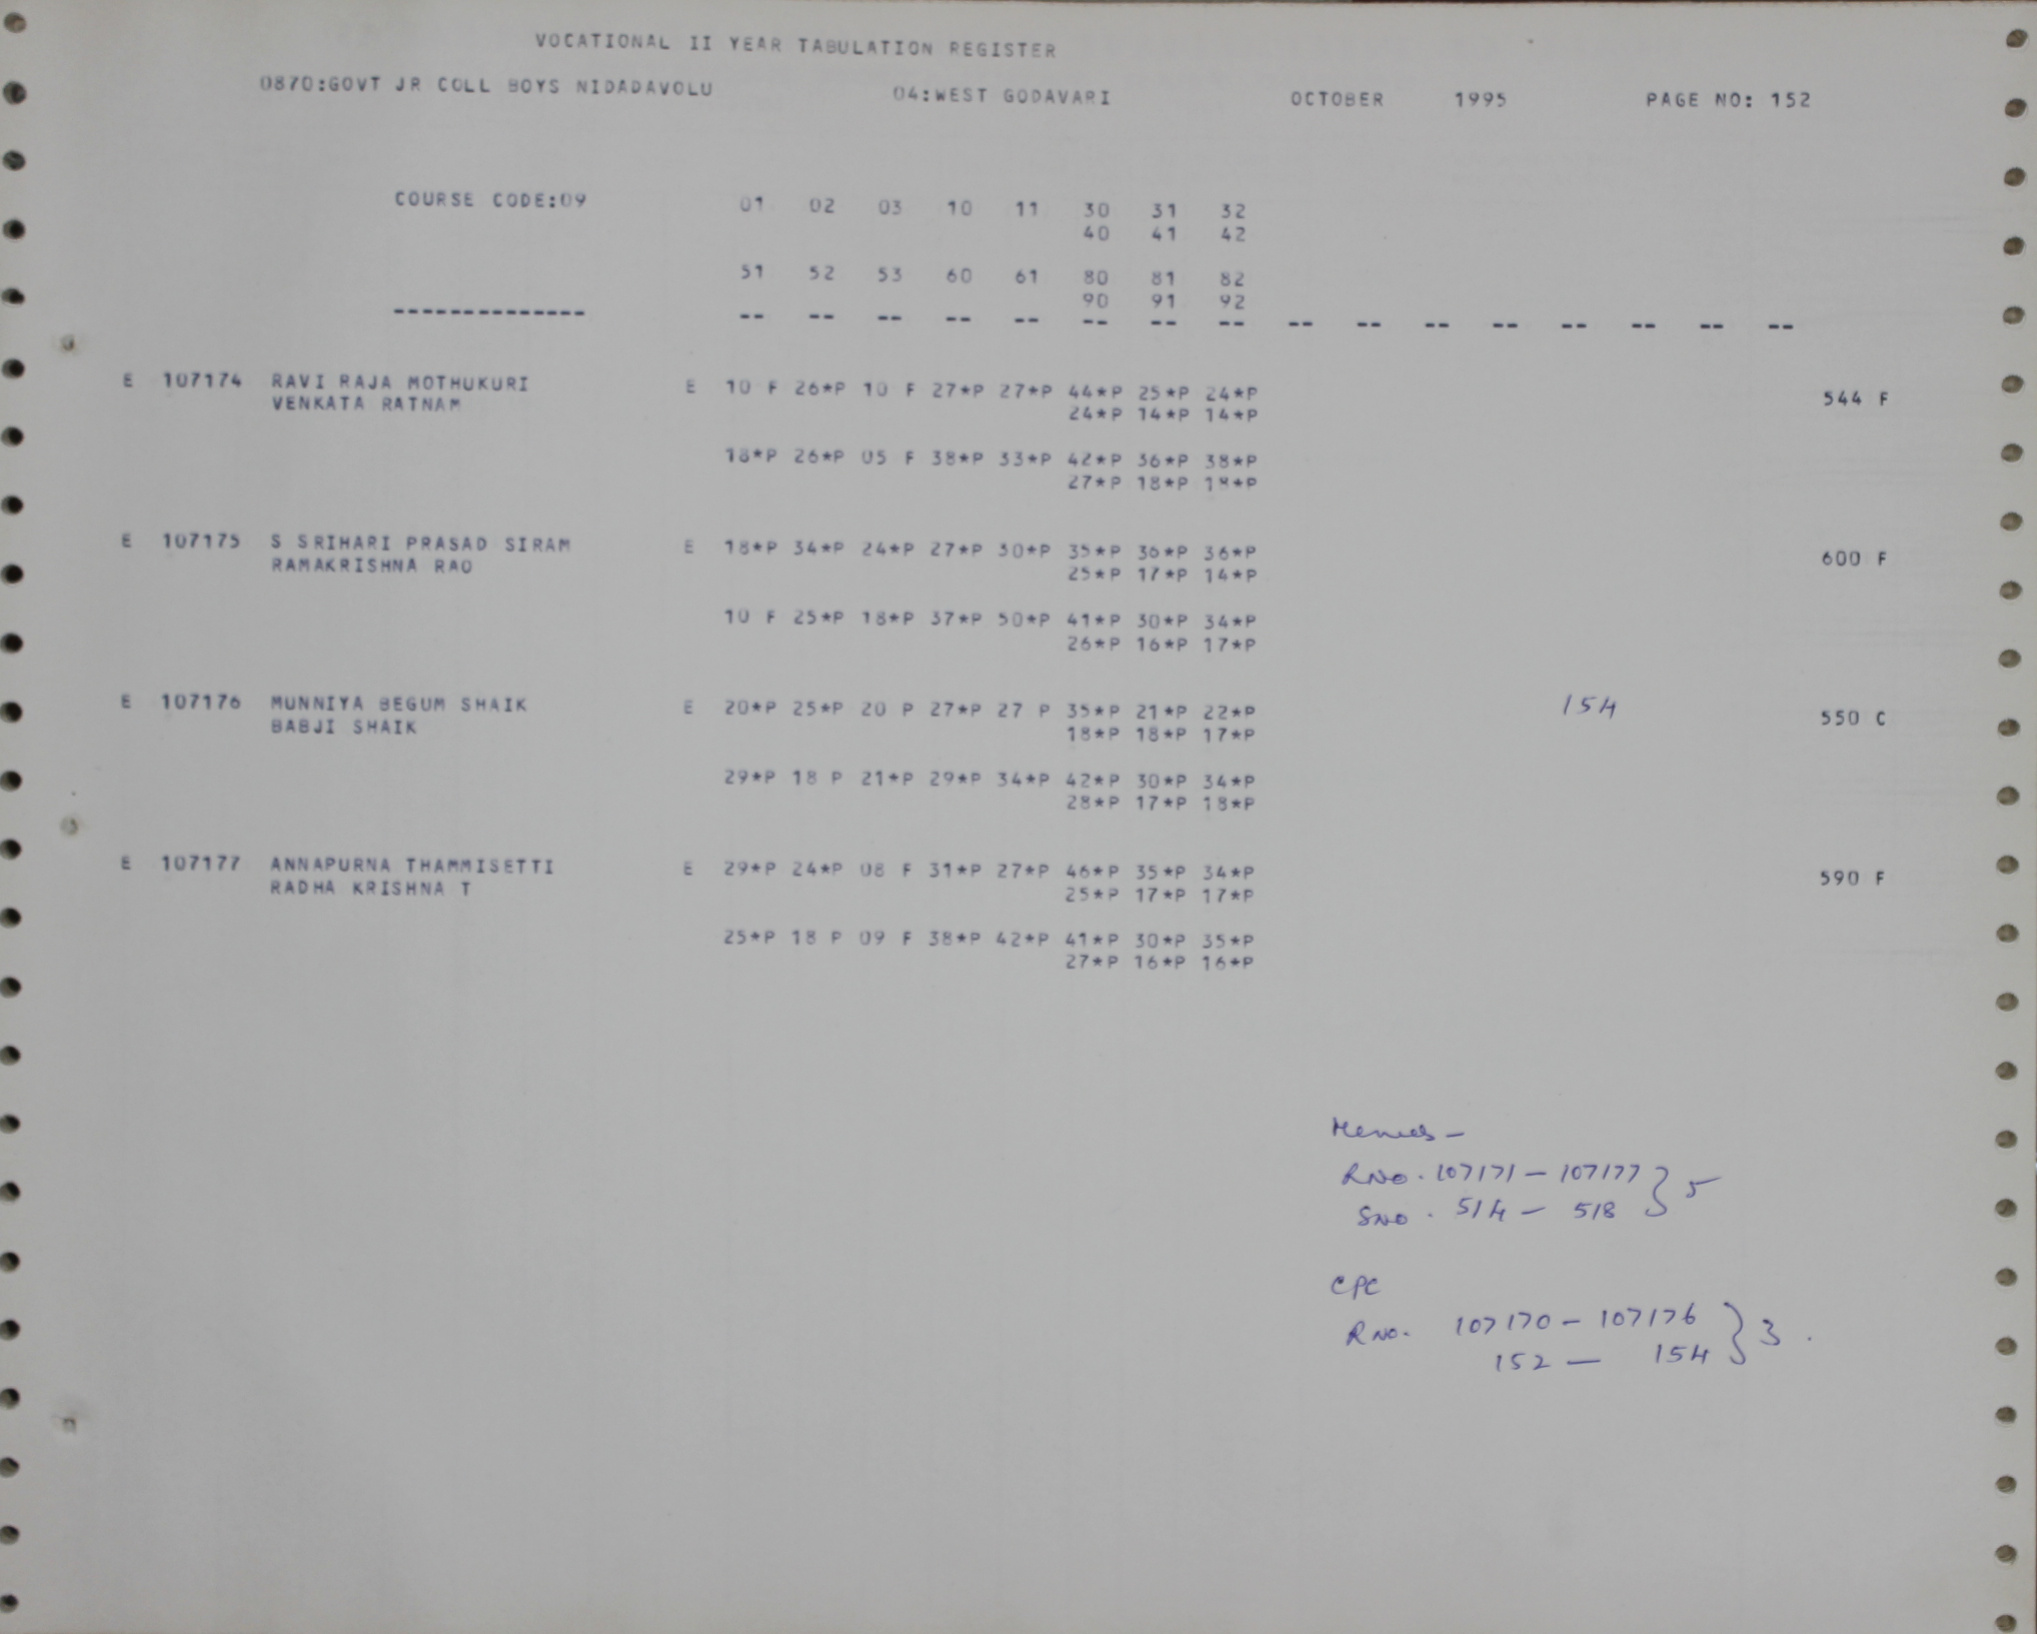 VOCATIONAL II YEAR TABULATION REGISTER
0870:GOVT JR COLL BOYS NIDADAVOLU 04:WEST GODAVARI OCTOBER 1995 PAGE NO: 152
COURSE CODE:09 01 02 03 10 11 30 31 32
40 41 42
51 52 53 60 61 80 81 82
90 91 92
-------------- -- -- -- -- -- -- -- -- -- -- -- -- -- -- -- --
E 107174 RAVI RAJA MOTHUKURI E 10 F 26*P 10 F 27*P 27*P 44*P 25*P 24*P 544 F
VENKATA RATNAM 24*P 14*P 14*P
18*P 26*P 05 F 38*P 33*P 42*P 36*P 38*P
27*P 18*P 18*P
E 107175 S SRIHARI PRASAD SIRAM E 18*P 34*P 24*P 27*P 30*P 35*P 36*P 36*P 600 F
RAMAKRISHNA RAO 25*P 17*P 14*P
10 F 25*P 18*P 37*P 50*P 41*P 30*P 34*P
26*P 16*P 17*P
E 107176 MUNNIYA BEGUM SHAIK E 20*P 25*P 20 P 27*P 27 P 35*P 21*P 22*P 154 550 C
BABJI SHAIK 18*P 18*P 17*P
29*P 18 P 21*P 29*P 34*P 42*P 30*P 34*P
28*P 17*P 18*P
E 107177 ANNAPURNA THAMMISETTI E 29*P 24*P 08 F 31*P 27*P 46*P 35*P 34*P 590 F
RADHA KRISHNA T 25*P 17*P 17*P
25*P 18 P 09 F 38*P 42*P 41*P 30*P 35*P
27*P 16*P 16*P
RNO. 107171 - 107177 } 5
SNO. 514 - 518
CPC
R NO. 107170 - 107176 } 3.
152 - 154